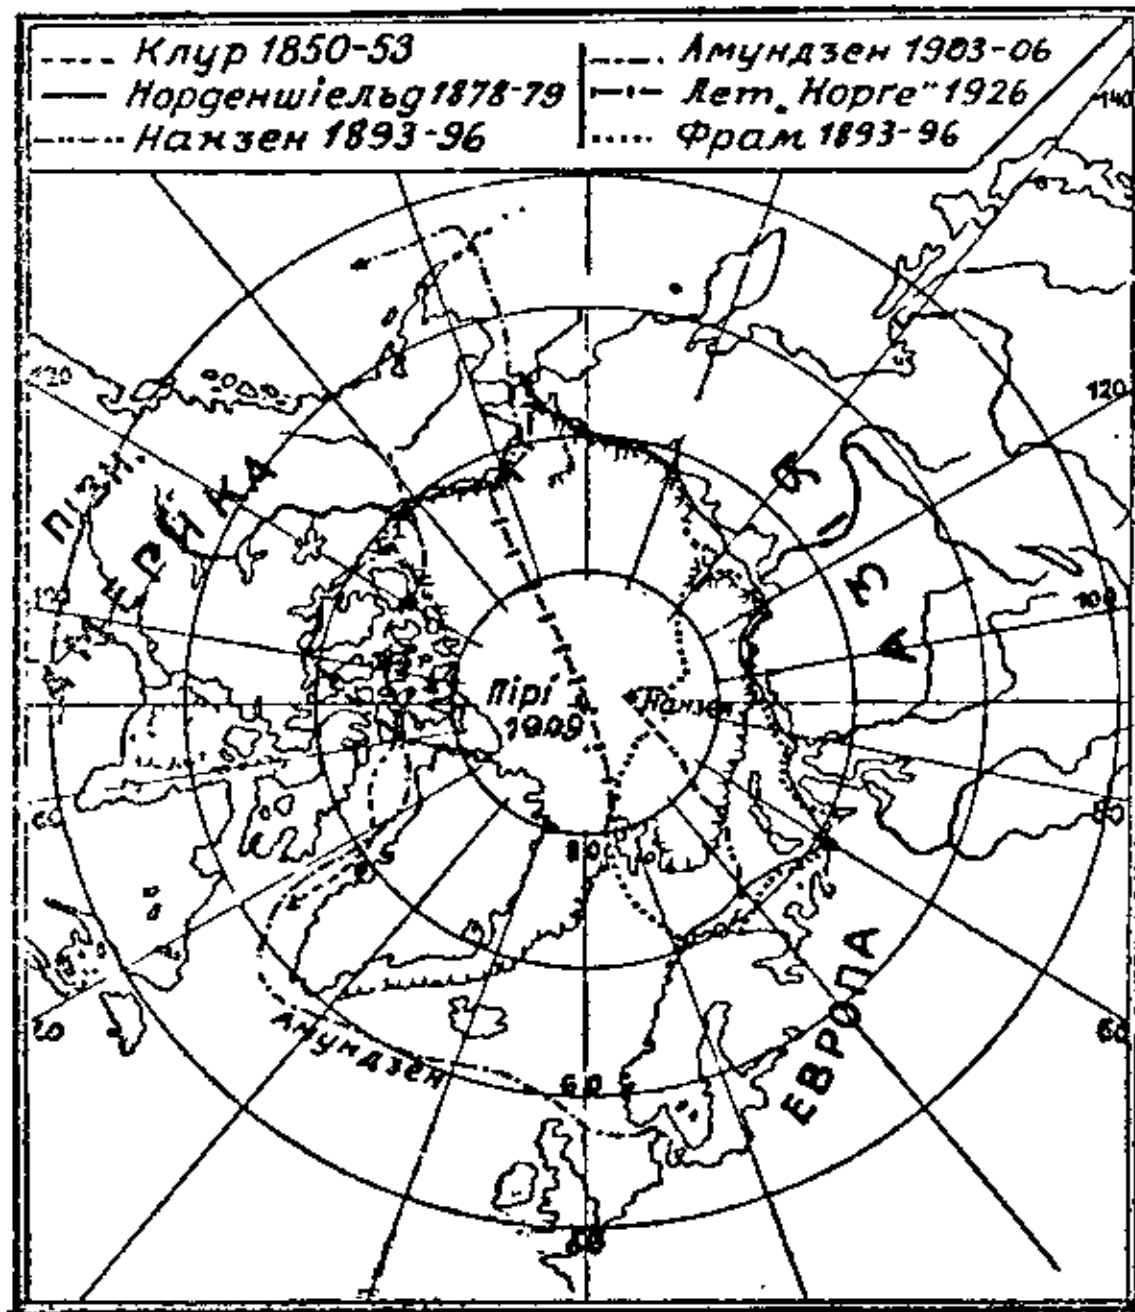 Клур 1850-53
Норденшіельд 1878-79
Нанзен 1893-96
Амундзен 1903-06
Лет. „Норге" 1926
Фрам 1893-96
140
120
120
ПІВН.
АЗІЯ
100
Пірі
1909
Нанзен
80
80
60
20
60
Амундзен
60
ЕВРОПА